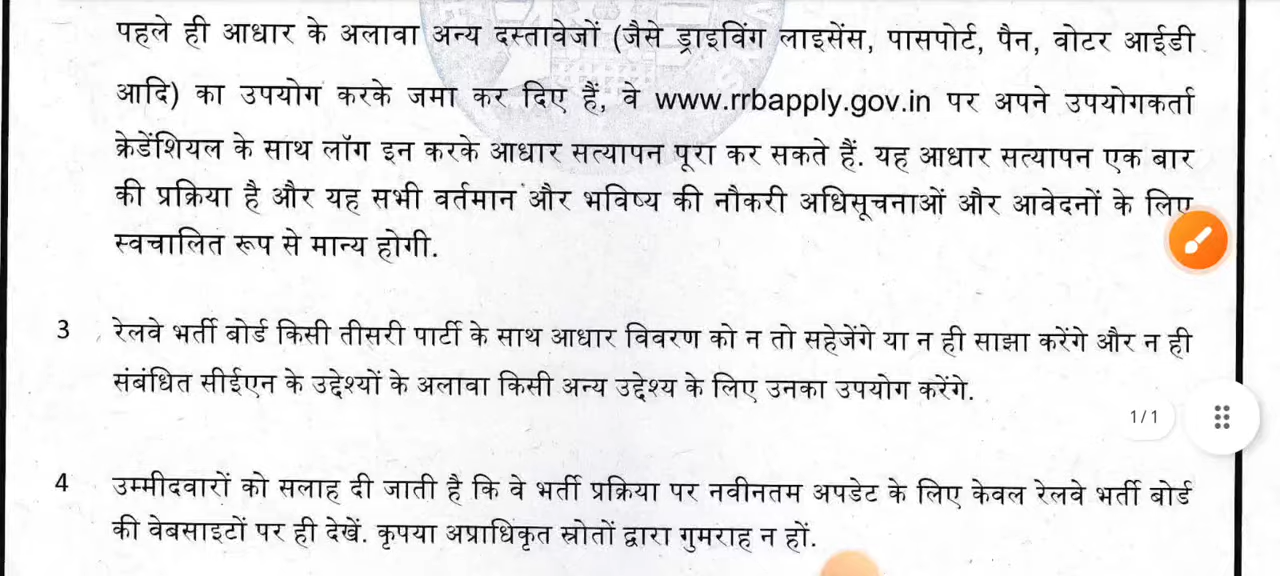 पहले ही आधार के अलावा अन्य दस्तावेजों (जैसे ड्राइविंग लाइसेंस, पासपोर्ट, पैन, वोटर आईडी
आदि) का उपयोग करके जमा कर दिए हैं, वे www.rrbapply.gov.in पर अपने उपयोगकर्ता
क्रेडेंशियल के साथ लॉग इन करके आधार सत्यापन पूरा कर सकते हैं. यह आधार सत्यापन एक बार
की प्रक्रिया है और यह सभी वर्तमान और भविष्य की नौकरी अधिसूचनाओं और आवेदनों के लिए
स्वचालित रूप से मान्य होगी.
3 रेलवे भर्ती बोर्ड किसी तीसरी पार्टी के साथ आधार विवरण को न तो सहेजेंगे या न ही साझा करेंगे और न ही
संबंधित सीईएन के उद्देश्यों के अलावा किसी अन्य उद्देश्य के लिए उनका उपयोग करेंगे.
1/1
4 उम्मीदवारों को सलाह दी जाती है कि वे भर्ती प्रक्रिया पर नवीनतम अपडेट के लिए केवल रेलवे भर्ती बोर्ड
की वेबसाइटों पर ही देखें. कृपया अप्राधिकृत स्रोतों द्वारा गुमराह न हों.